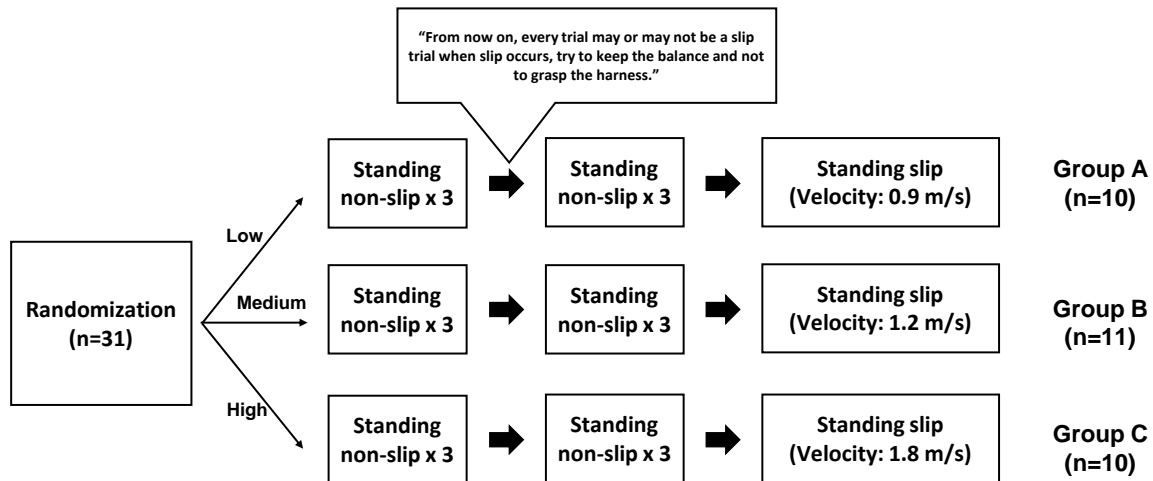 “From now on, every trial may or may not be a slip
trial when slip occurs, try to keep the balance and not
to grasp the harness.”
Standing
non-slip x 3
Standing
non-slip x 3
Standing slip
(Velocity: 0.9 m/s)
Group A
(n=10)
Low
Randomization
(n=31)
Medium
Standing
non-slip x 3
Standing
non-slip x 3
Standing slip
(Velocity: 1.2 m/s)
Group B
(n=11)
High
Standing
non-slip x 3
Standing
non-slip x 3
Standing slip
(Velocity: 1.8 m/s)
Group C
(n=10)